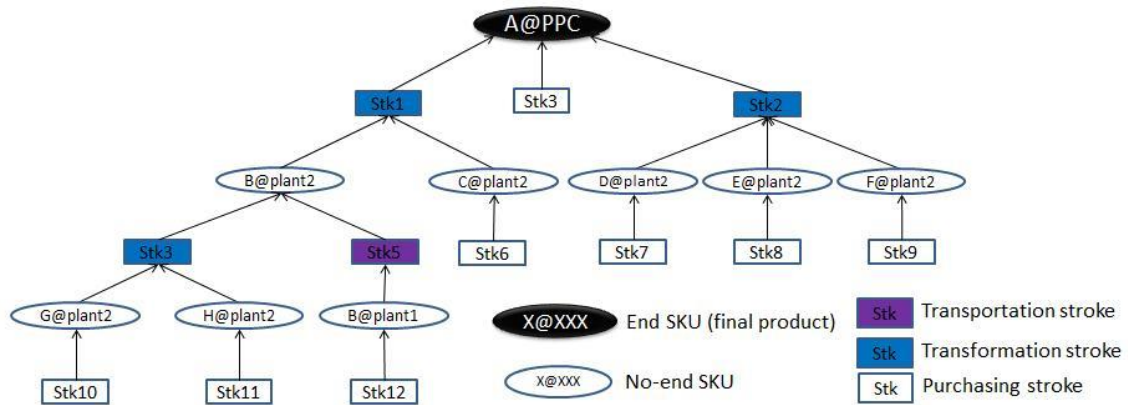 A@PPC
Stk1
Stk3
Stk2
B@plant2
C@plant2
D@plant2
E@plant2
F@plant2
Stk3
Stk5
Stk6
Stk7
Stk8
Stk9
G@plant2
H@plant2
B@plant1
X@XXX
End SKU (final product)
Stk
Transportation stroke
Stk
Transformation stroke
Stk10
Stk11
Stk12
X@XXX
No-end SKU
Stk
Purchasing stroke